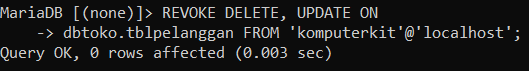 MariaDB [(none)]> REVOKE DELETE, UPDATE ON
    -> dbtoko.tblpelanggan FROM 'komputerkit'@'localhost';
Query OK, 0 rows affected (0.003 sec)